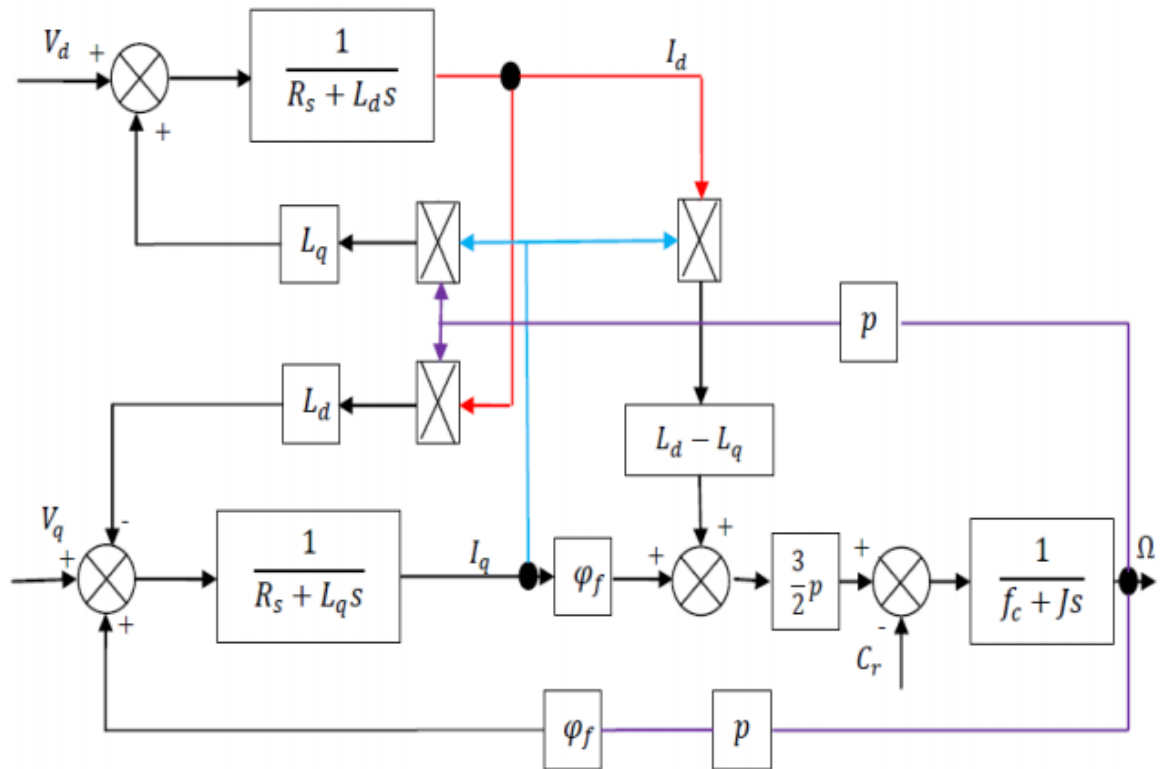 V_d + 1 / (R_s + L_d s) I_d
+
L_q
p
L_d
L_d − L_q
V_q + -
+
1 / (R_s + L_q s) I_q φ_f + + 3/2 p + 1 / (f_c + Js) Ω
-
C_r
φ_f p